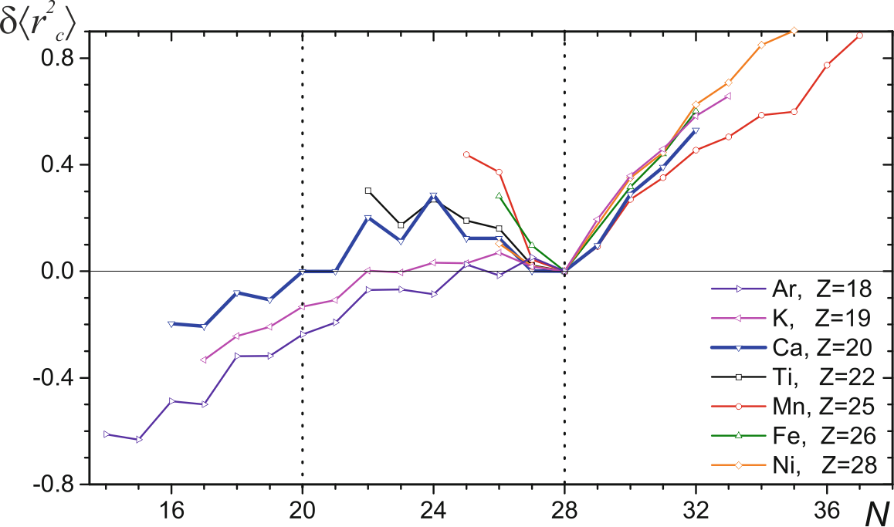 δ⟨r²c⟩
0.8
0.4
0.0
-0.4
-0.8
Ar, Z=18
K, Z=19
Ca, Z=20
Ti, Z=22
Mn, Z=25
Fe, Z=26
Ni, Z=28
16 20 24 28 32 36 N